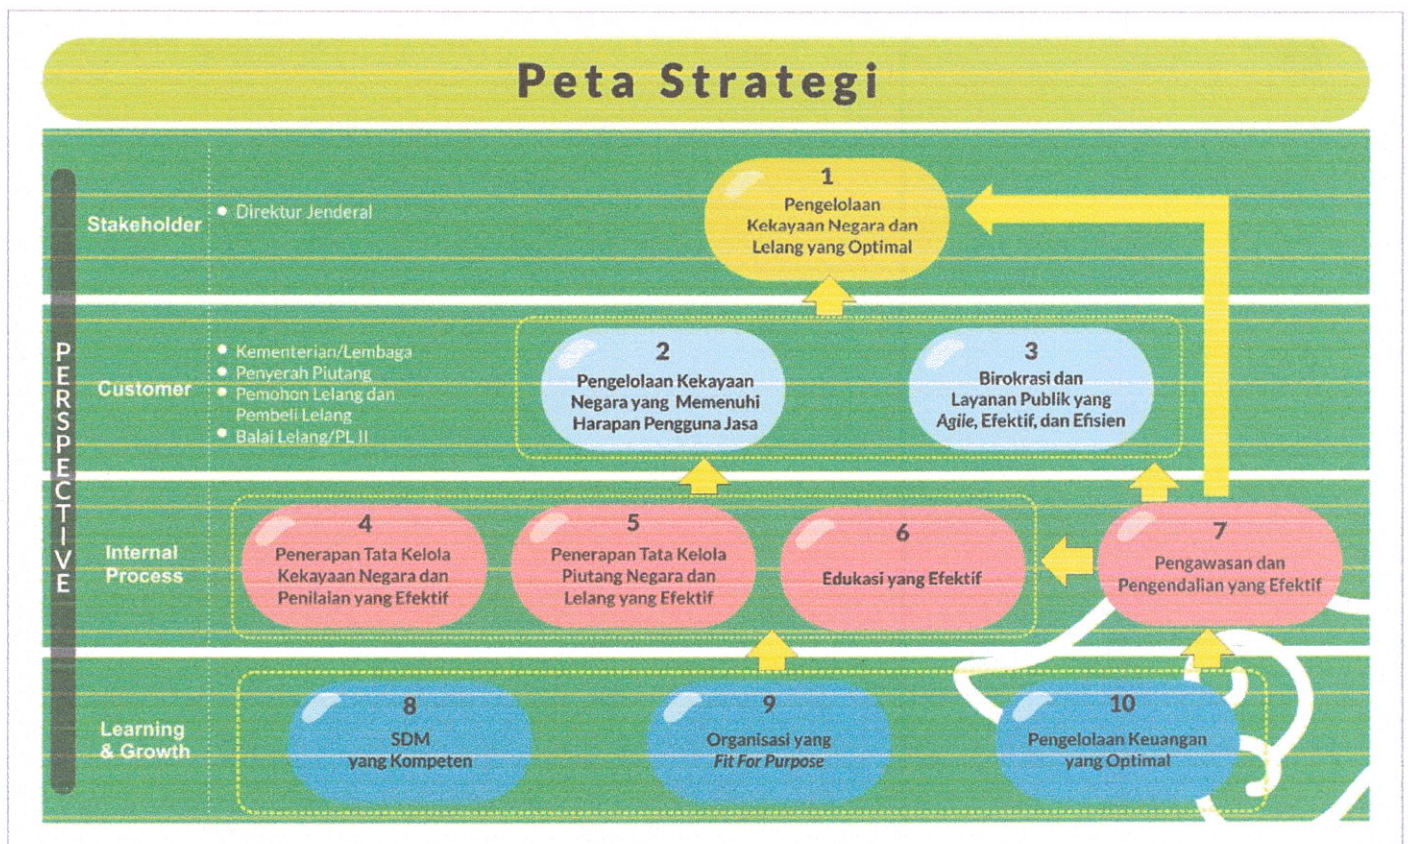 Peta Strategi
PERSPECTIVE
Stakeholder
Direktur Jenderal
1
Pengelolaan
Kekayaan Negara dan
Lelang yang Optimal
Customer
Kementerian/Lembaga
Penyerah Piutang
Pemohon Lelang dan
Pembeli Lelang
Balai Lelang/PL II
2
Pengelolaan Kekayaan
Negara yang Memenuhi
Harapan Pengguna Jasa
3
Birokrasi dan
Layanan Publik yang
Agile, Efektif, dan Efisien
Internal
Process
4
Penerapan Tata Kelola
Kekayaan Negara dan
Penilaian yang Efektif
5
Penerapan Tata Kelola
Piutang Negara dan
Lelang yang Efektif
6
Edukasi yang Efektif
7
Pengawasan dan
Pengendalian yang Efektif
Learning
& Growth
8
SDM
yang Kompeten
9
Organisasi yang
Fit For Purpose
10
Pengelolaan Keuangan
yang Optimal